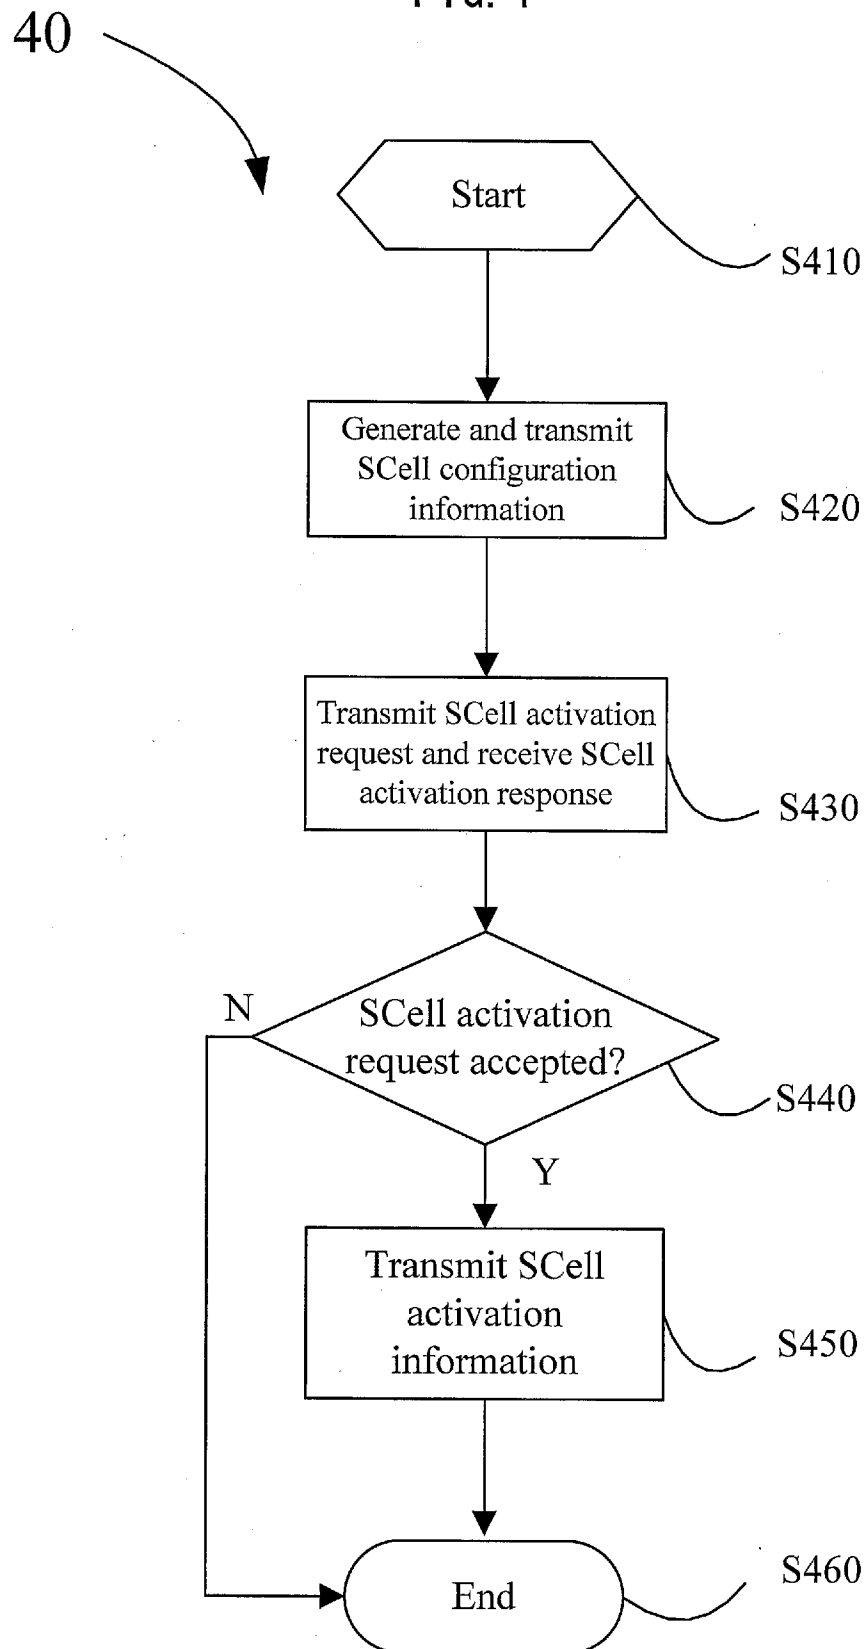 40
Start
S410
Generate and transmit
SCell configuration
information
S420
Transmit SCell activation
request and receive SCell
activation response
S430
N
SCell activation
request accepted?
S440
Y
Transmit SCell
activation
information
S450
End
S460